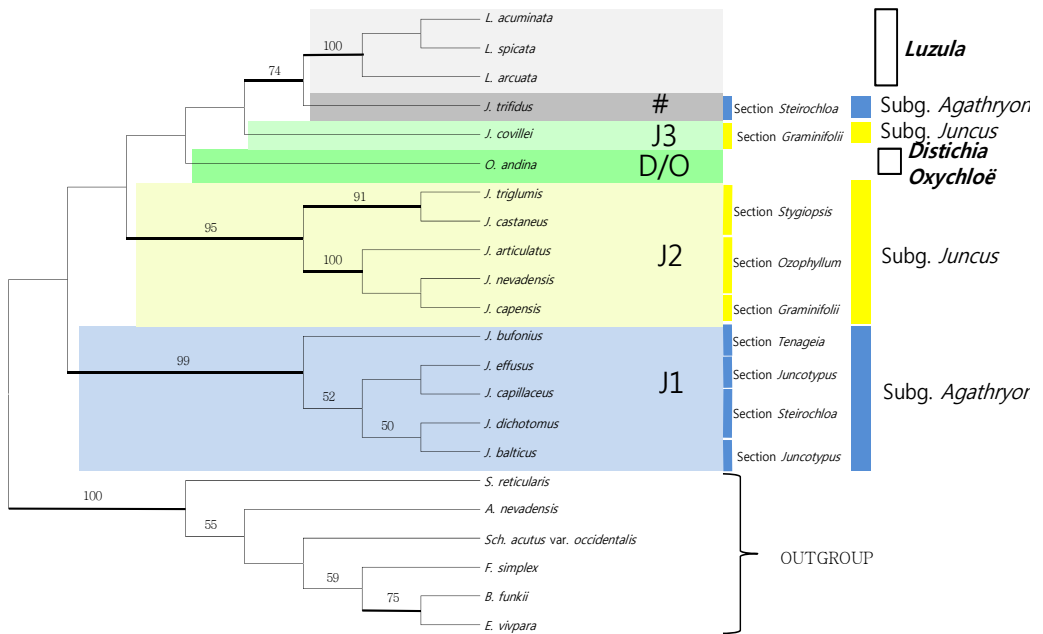 L. acuminata
100
L. spicata
Luzula
74
L. arcuata
J. trifidus
#
Section Steirochloa
Subg. Agathryon
J. covillei
J3
Section Graminifolii
Subg. Juncus
O. andina
D/O
Distichia
Oxychloë
J. triglumis
91
Section Stygiopsis
J. castaneus
95
J. articulatus
J2
Section Ozophyllum
Subg. Juncus
100
J. nevadensis
J. capensis
Section Graminifolii
J. bufonius
Section Tenageia
99
J. effusus
J1
Section Juncotypus
Subg. Agathryon
52
J. capillaceus
Section Steirochloa
J. dichotomus
50
J. balticus
Section Juncotypus
S. reticularis
100
A. nevadensis
55
Sch. acutus var. occidentalis
OUTGROUP
F. simplex
59
B. funkii
75
E. vivpara